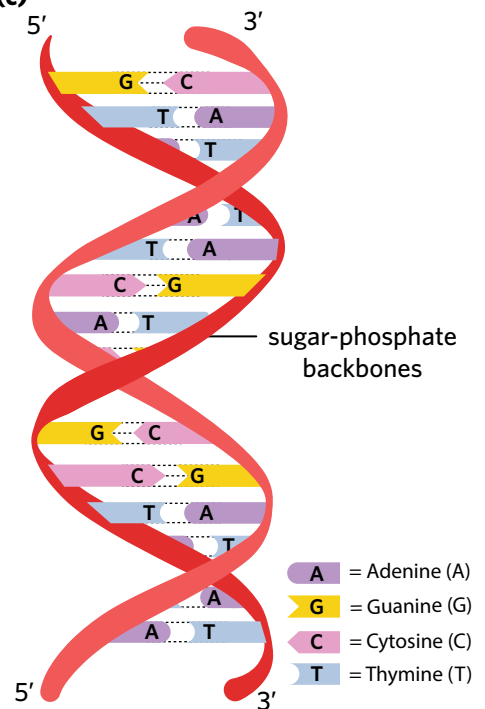 (c)
5′ 3′
G C
T A
T
A T
T A
C G
A T
sugar-phosphate
backbones
G C
C G
T A
T
A
A T
A = Adenine (A)
G = Guanine (G)
C = Cytosine (C)
T = Thymine (T)
5′ 3′